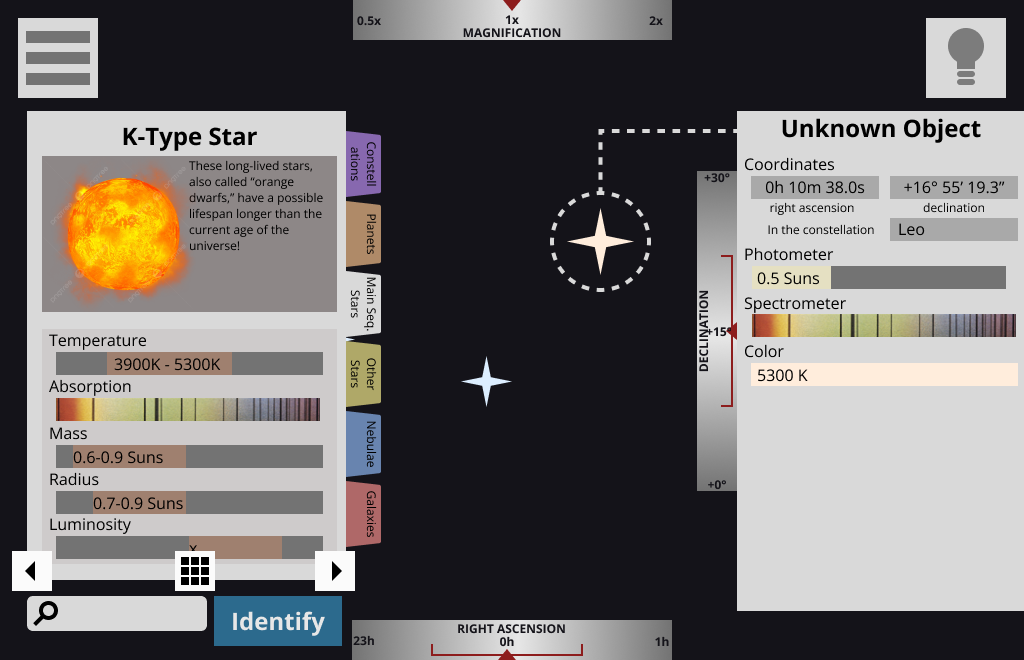 0.5x
1x
2x
MAGNIFICATION
K-Type Star
These long-lived stars,
also called “orange
dwarfs,” have a possible
lifespan longer than the
current age of the
universe!
Constell
ations
Planets
Main Seq.
Stars
Other
Stars
Nebulae
Galaxies
Temperature
3900K - 5300K
Absorption
Mass
0.6-0.9 Suns
Radius
0.7-0.9 Suns
Luminosity
x
Identify
+30°
DECLINATION
+15°
+0°
RIGHT ASCENSION
23h
0h
1h
Unknown Object
Coordinates
0h 10m 38.0s
+16° 55’ 19.3”
right ascension
declination
In the constellation
Leo
Photometer
0.5 Suns
Spectrometer
Color
5300 K